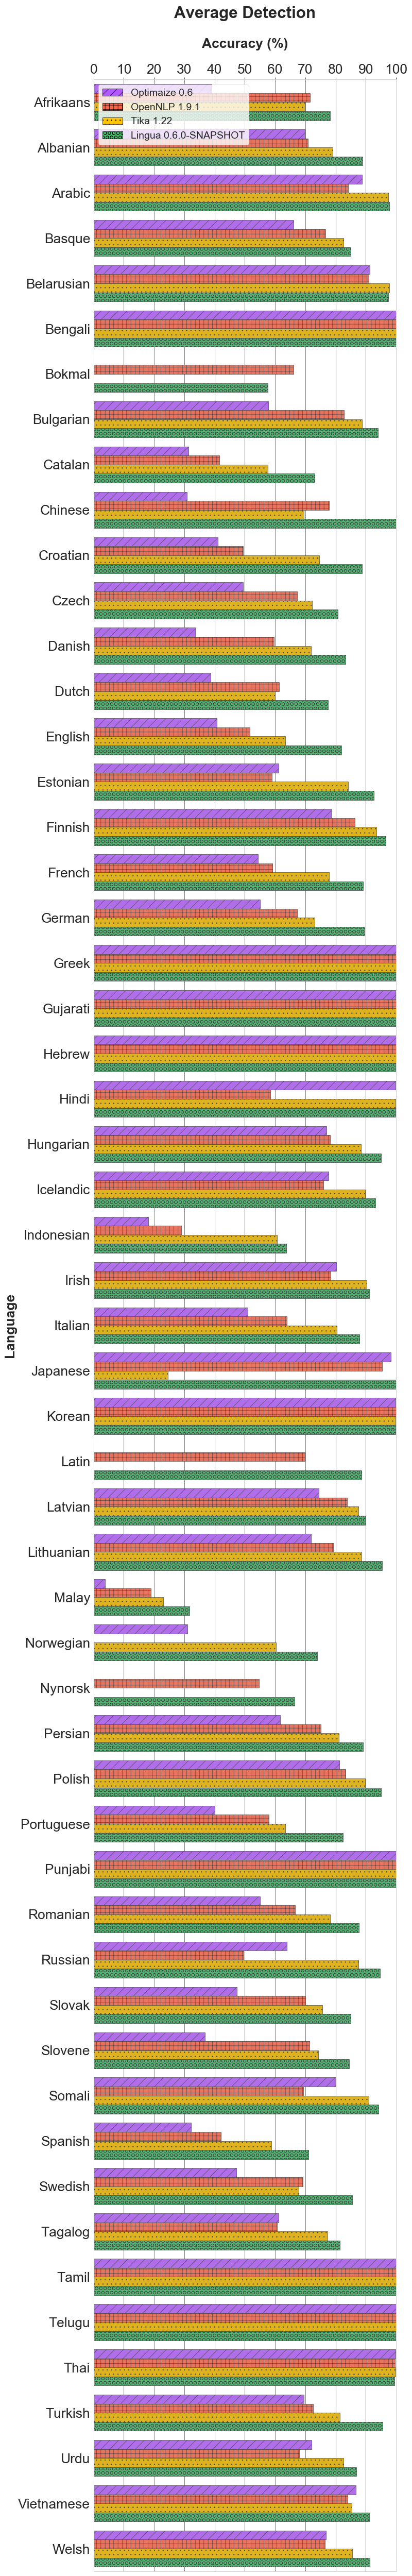 Average Detection
Accuracy (%)
0 10 20 30 40 50 60 70 80 90 100
Optimaize 0.6
OpenNLP 1.9.1
Tika 1.22
Lingua 0.6.0-SNAPSHOT
Language
Afrikaans
Albanian
Arabic
Basque
Belarusian
Bengali
Bokmal
Bulgarian
Catalan
Chinese
Croatian
Czech
Danish
Dutch
English
Estonian
Finnish
French
German
Greek
Gujarati
Hebrew
Hindi
Hungarian
Icelandic
Indonesian
Irish
Italian
Japanese
Korean
Latin
Latvian
Lithuanian
Malay
Norwegian
Nynorsk
Persian
Polish
Portuguese
Punjabi
Romanian
Russian
Slovak
Slovene
Somali
Spanish
Swedish
Tagalog
Tamil
Telugu
Thai
Turkish
Urdu
Vietnamese
Welsh